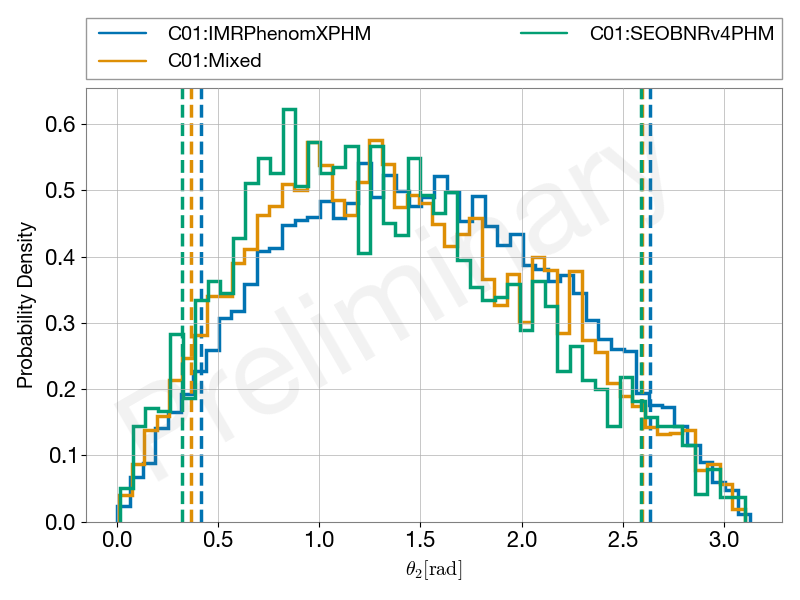 C01:IMRPhenomXPHM
C01:Mixed
C01:SEOBNRv4PHM
Probability Density
0.6
0.5
0.4
0.3
0.2
0.1
0.0
Preliminary
0.0 0.5 1.0 1.5 2.0 2.5 3.0
θ₂[rad]